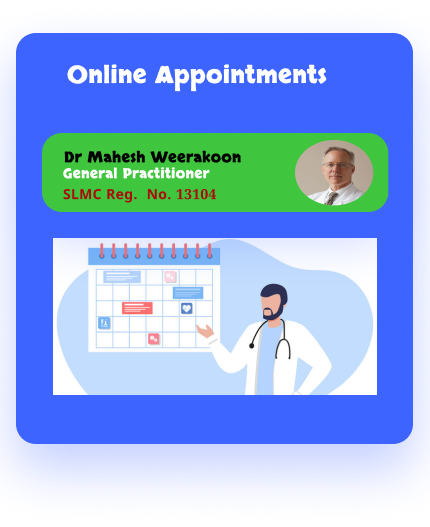 Online Appointments
Dr Mahesh Weerakoon
General Practitioner
SLMC Reg. No. 13104